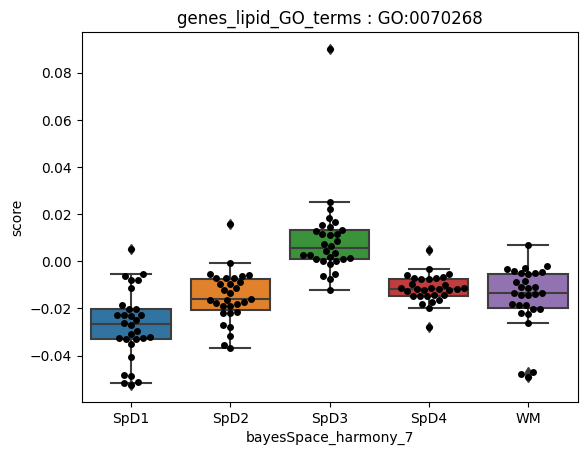 genes_lipid_GO_terms : GO:0070268
0.08
0.06
0.04
0.02
0.00
−0.02
−0.04
score
SpD1 SpD2 SpD3 SpD4 WM
bayesSpace_harmony_7